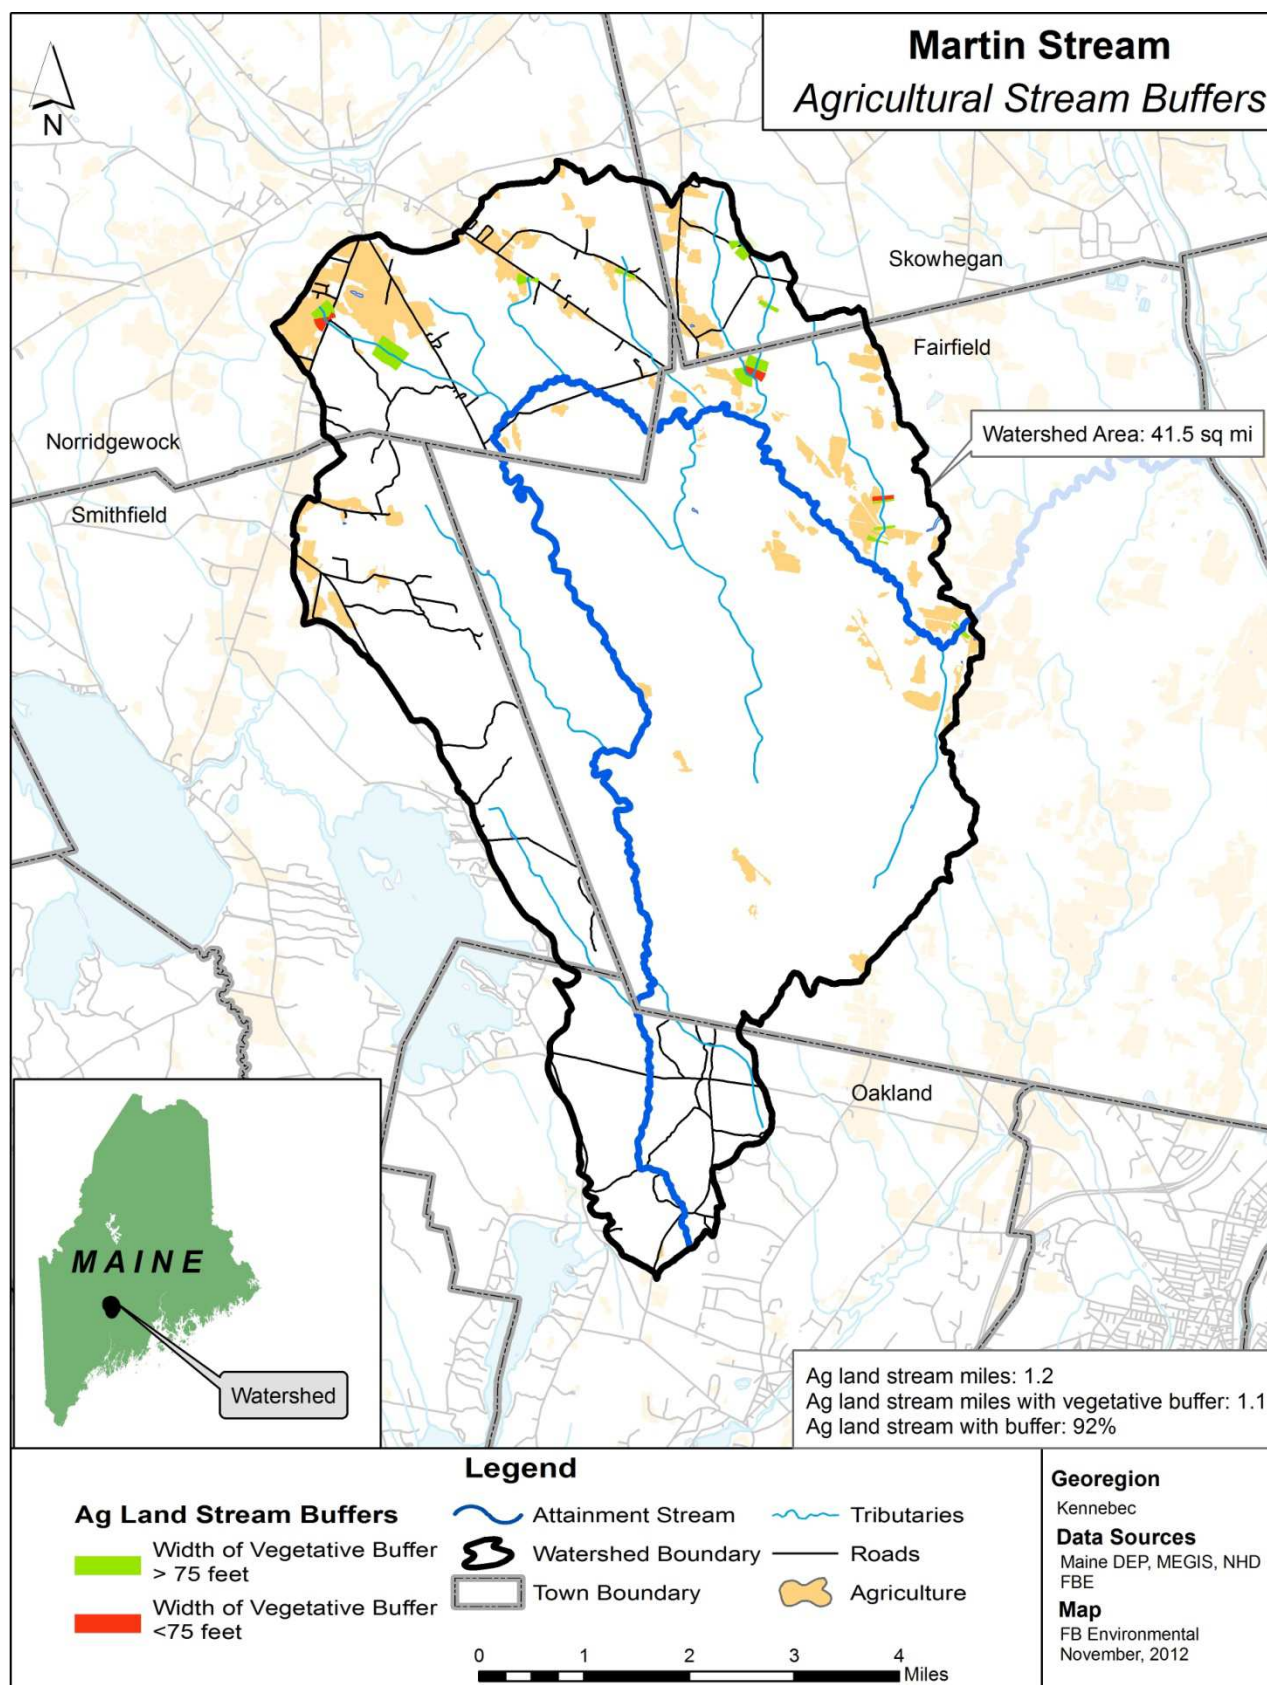 Martin Stream
Agricultural Stream Buffers
N
Skowhegan
Fairfield
Watershed Area: 41.5 sq mi
Norridgewock
Smithfield
Oakland
MAINE
Watershed
Ag land stream miles: 1.2
Ag land stream miles with vegetative buffer: 1.1
Ag land stream with buffer: 92%
Legend
Ag Land Stream Buffers
Width of Vegetative Buffer
> 75 feet
Width of Vegetative Buffer
<75 feet
Attainment Stream
Watershed Boundary
Town Boundary
Tributaries
Roads
Agriculture
0 1 2 3 4
Miles
Georegion
Kennebec
Data Sources
Maine DEP, MEGIS, NHD
FBE
Map
FB Environmental
November, 2012